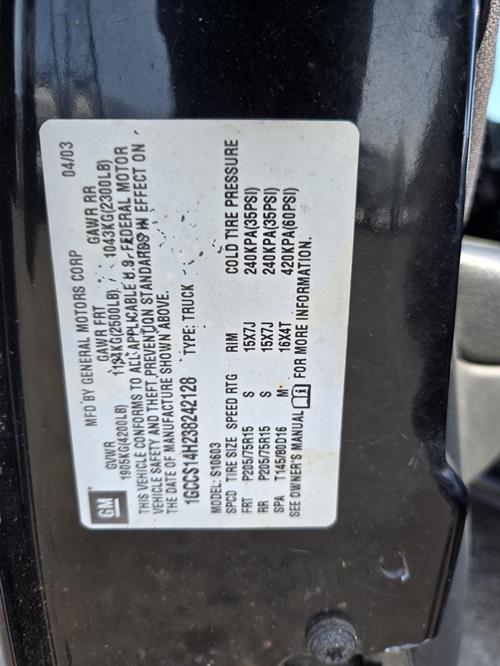 GM
MFD BY GENERAL MOTORS CORP 04/03
GVWR GAWR FRT GAWR RR
1905KG(4200LB) 1134KG(2500LB) 1043KG(2300LB)
THIS VEHICLE CONFORMS TO ALL APPLICABLE U.S. FEDERAL MOTOR
VEHICLE SAFETY AND THEFT PREVENTION STANDARDS IN EFFECT ON
THE DATE OF MANUFACTURE SHOWN ABOVE.
1GCCS14H238242128 TYPE: TRUCK
MODEL: S10603
SPCD TIRE SIZE SPEED RTG RIM COLD TIRE PRESSURE
FRT P205/75R15 S 15X7J 240KPA(35PSI)
RR P205/75R15 S 15X7J 240KPA(35PSI)
SPA T145/80D16 M 16X4T 420KPA(60PSI)
SEE OWNER'S MANUAL FOR MORE INFORMATION.